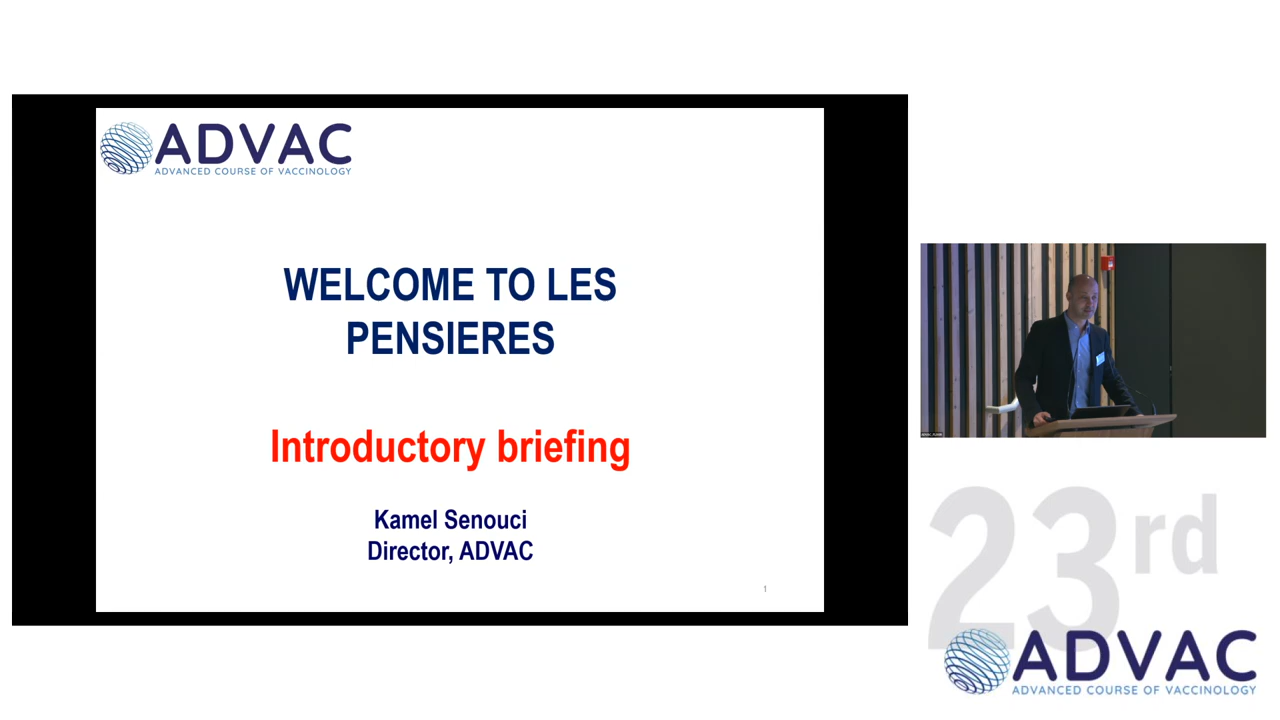 ADVAC
ADVANCED COURSE OF VACCINOLOGY
WELCOME TO LES
PENSIERES
Introductory briefing
Kamel Senouci
Director, ADVAC
1
23rd
ADVAC
ADVANCED COURSE OF VACCINOLOGY